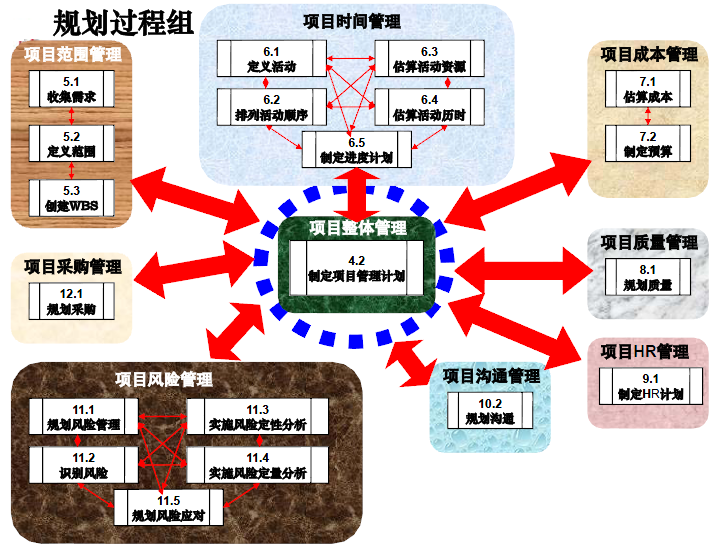 规划过程组
项目时间管理
6.1
定义活动
6.3
估算活动资源
6.2
排列活动顺序
6.4
估算活动历时
6.5
制定进度计划
项目范围管理
5.1
收集需求
5.2
定义范围
5.3
创建WBS
项目成本管理
7.1
估算成本
7.2
制定预算
项目整体管理
4.2
制定项目管理计划
项目采购管理
12.1
规划采购
项目质量管理
8.1
规划质量
项目HR管理
9.1
制定HR计划
项目沟通管理
10.2
规划沟通
项目风险管理
11.1
规划风险管理
11.3
实施风险定性分析
11.2
识别风险
11.4
实施风险定量分析
11.5
规划风险应对